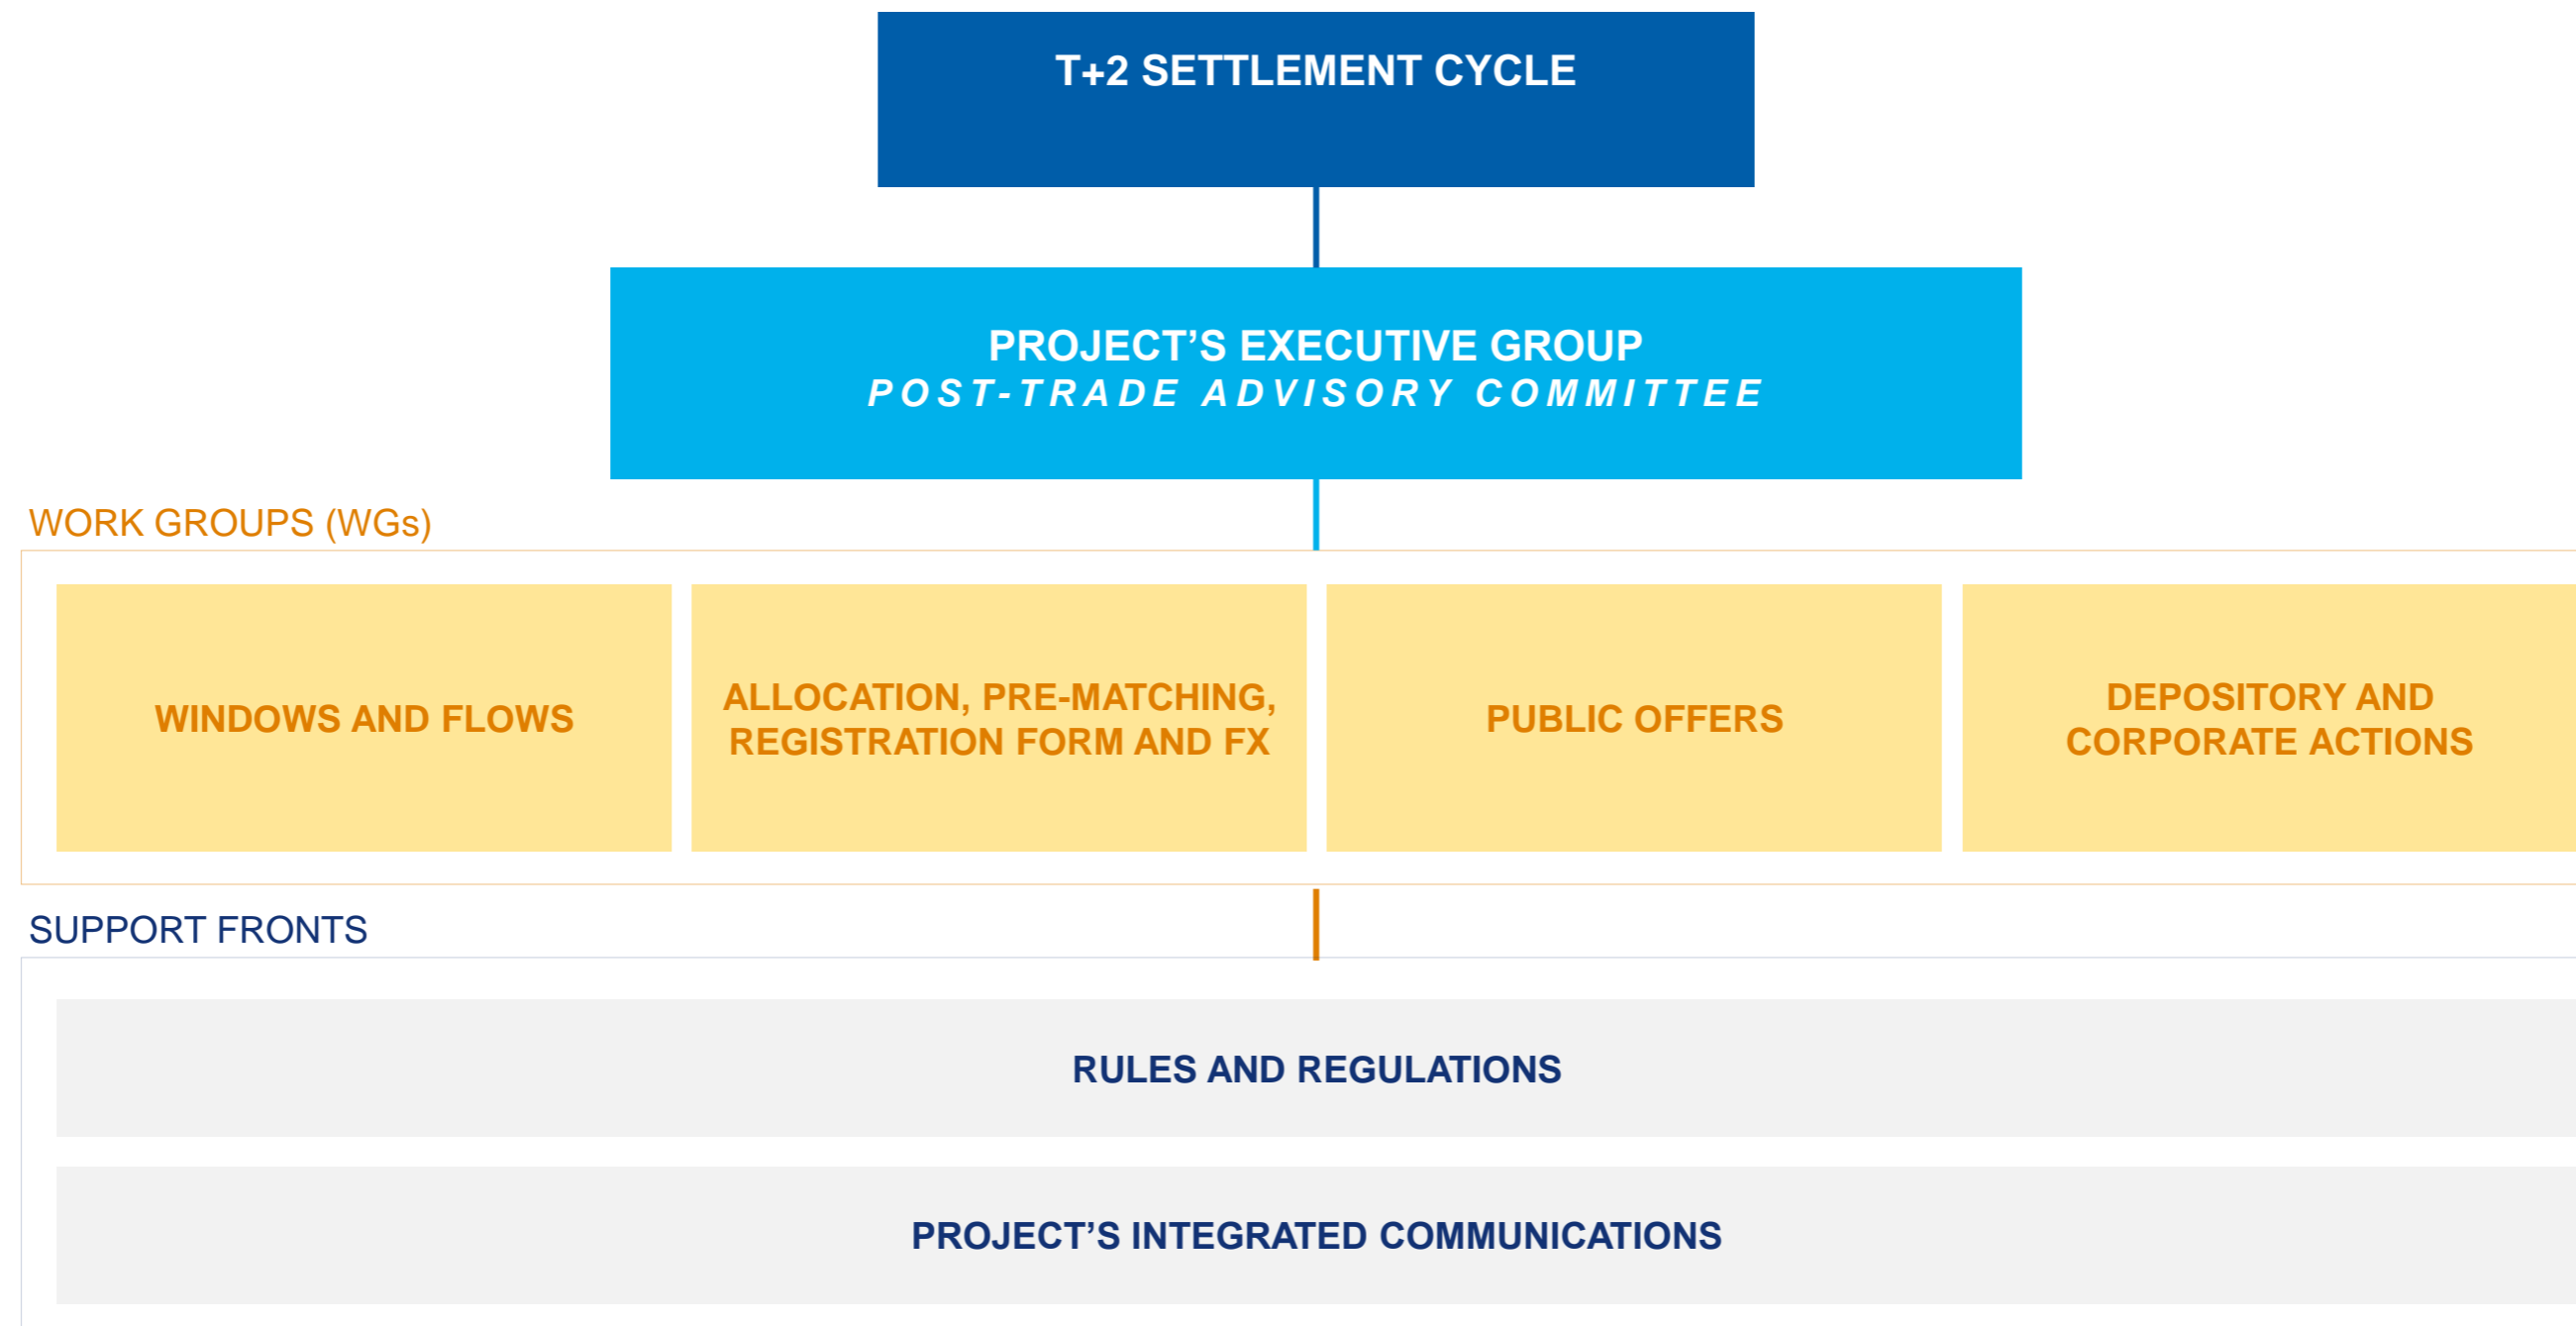 T+2 SETTLEMENT CYCLE
PROJECT’S EXECUTIVE GROUP
POST-TRADE ADVISORY COMMITTEE
WORK GROUPS (WGs)
WINDOWS AND FLOWS
ALLOCATION, PRE-MATCHING,
REGISTRATION FORM AND FX
PUBLIC OFFERS
DEPOSITORY AND
CORPORATE ACTIONS
SUPPORT FRONTS
RULES AND REGULATIONS
PROJECT’S INTEGRATED COMMUNICATIONS